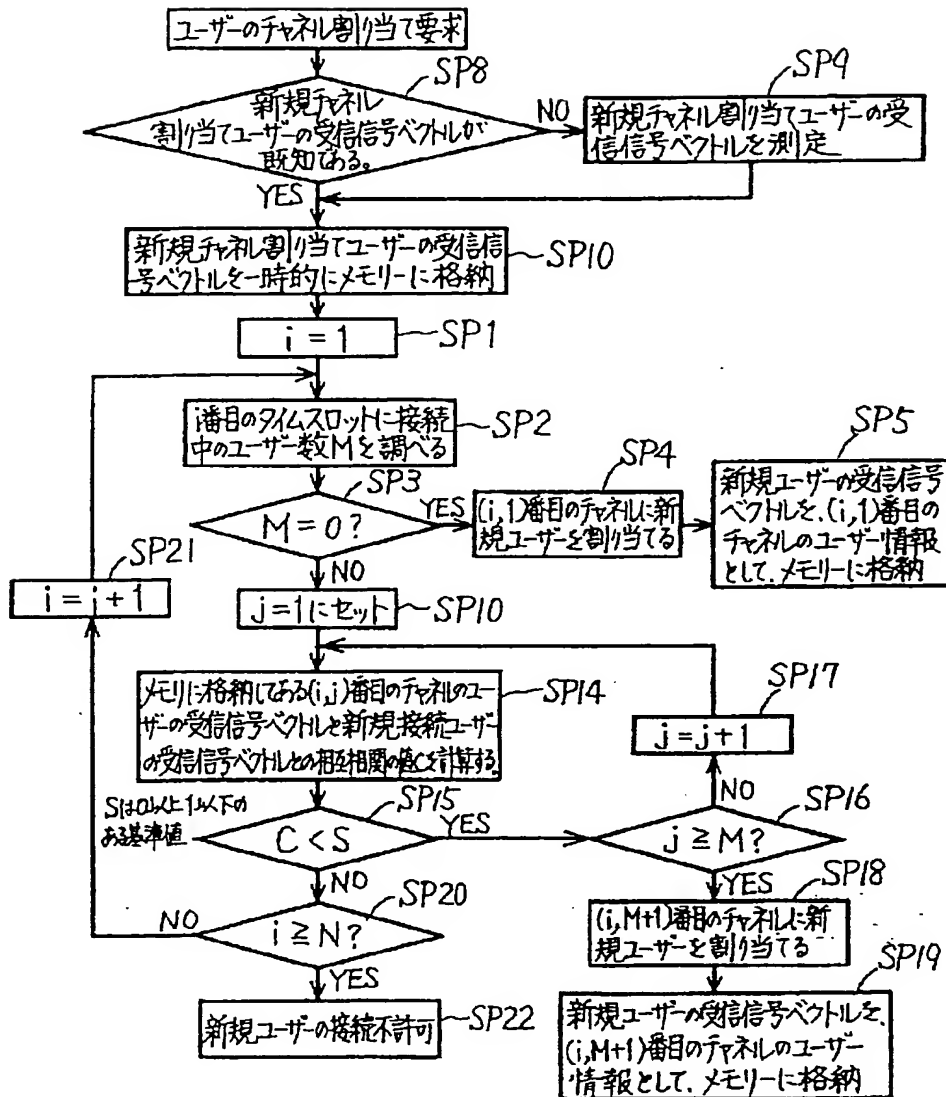 ユーザーのチャネル割り当て要求
SP8
新規チャネル
割り当てユーザーの受信信号ベクトルが
既知である。
NO
SP9
新規チャネル割り当てユーザーの受
信信号ベクトルを測定
YES
新規チャネル割り当てユーザーの受信信
号ベクトルを一時的にメモリーに格納
SP10
i = 1
SP1
i番目のタイムスロットに接続
中のユーザー数Mを調べる
SP2
SP3
M = 0?
YES
SP4
(i,1)番目のチャネルに新
規ユーザーを割り当てる
SP5
新規ユーザーの受信信号
ベクトルを、(i,1)番目の
チャネルのユーザー情報
として、メモリーに格納
NO
SP21
i = i + 1
j=1にセット
SP10
メモリに格納してある(i,j)番目のチャネルのユー
ザーの受信信号ベクトルと新規接続ユーザー
の受信信号ベクトルとの相互相関の値Cを計算する。
SP14
SP17
j=j+1
NO
Sは0以上1以下の
ある基準値
SP15
C < S
YES
SP16
j ≧ M?
NO
YES
SP18
(i,M+1)番目のチャネルに新
規ユーザーを割り当てる
SP20
i ≧ N?
NO
YES
SP19
新規ユーザーの受信信号ベクトルを、
(i,M+1)番目のチャネルのユーザー
情報として、メモリーに格納
新規ユーザーの接続不許可
SP22